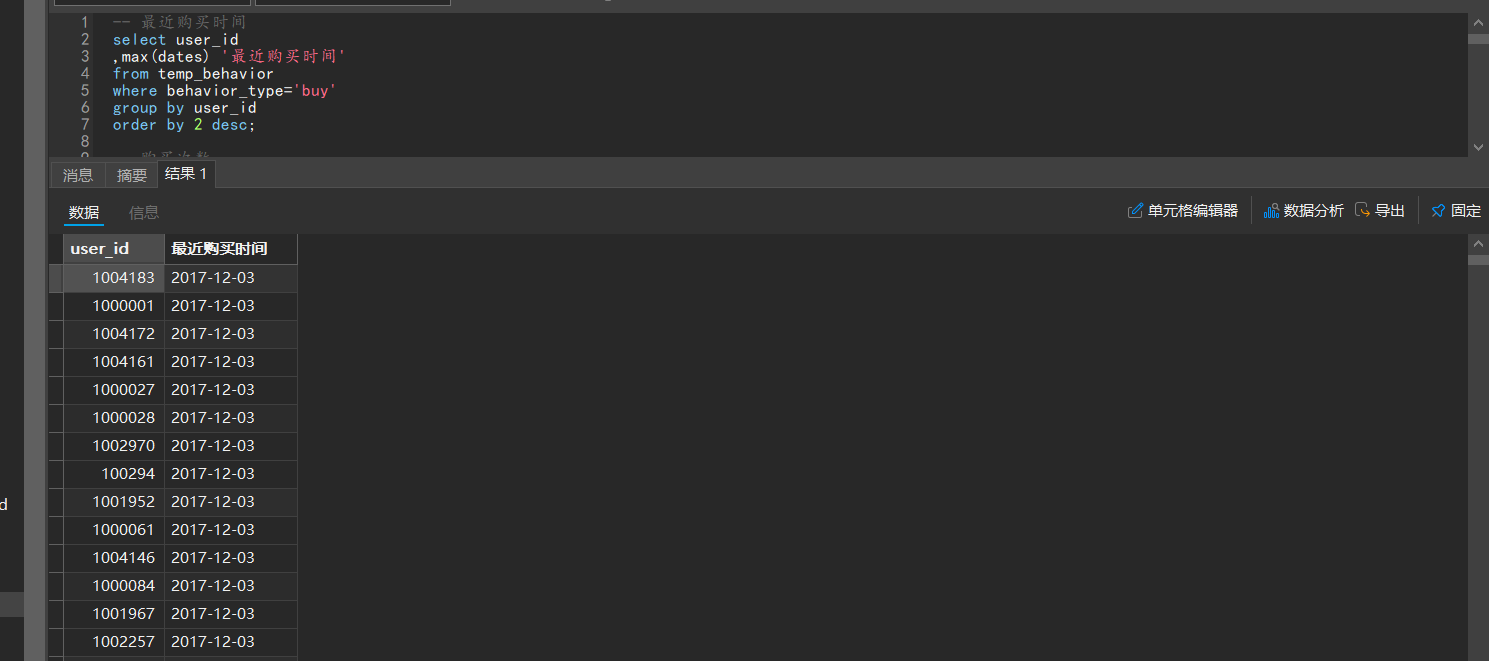 1 -- 最近购买时间
2 select user_id
3 ,max(dates) '最近购买时间'
4 from temp_behavior
5 where behavior_type='buy'
6 group by user_id
7 order by 2 desc;
8
消息 摘要 结果 1
数据 信息 单元格编辑器 数据分析 导出 固定
user_id 最近购买时间
1004183 2017-12-03
1000001 2017-12-03
1004172 2017-12-03
1004161 2017-12-03
1000027 2017-12-03
1000028 2017-12-03
1002970 2017-12-03
100294 2017-12-03
1001952 2017-12-03
d
1000061 2017-12-03
1004146 2017-12-03
1000084 2017-12-03
1001967 2017-12-03
1002257 2017-12-03